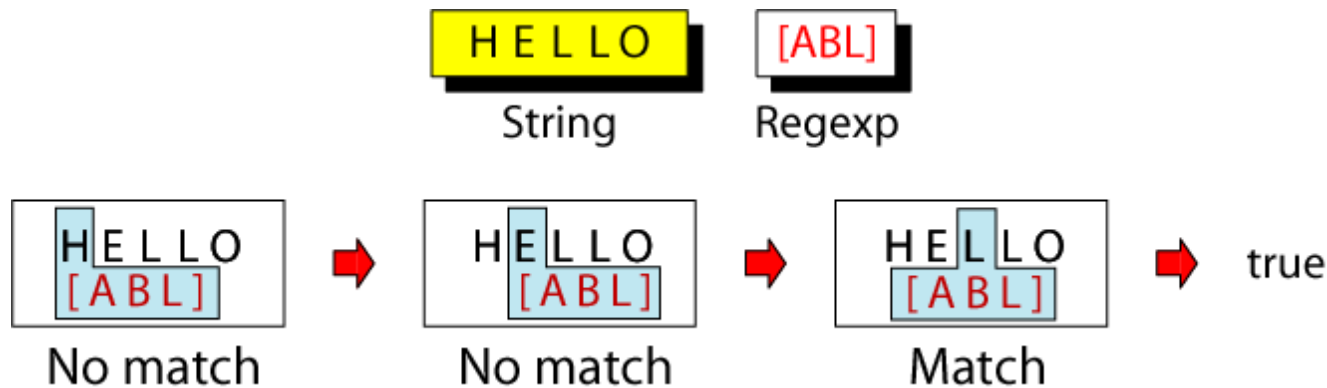 HELLO [ABL]
String Regexp
HELLO HELLO HELLO
[ABL] [ABL] [ABL] true
No match No match Match